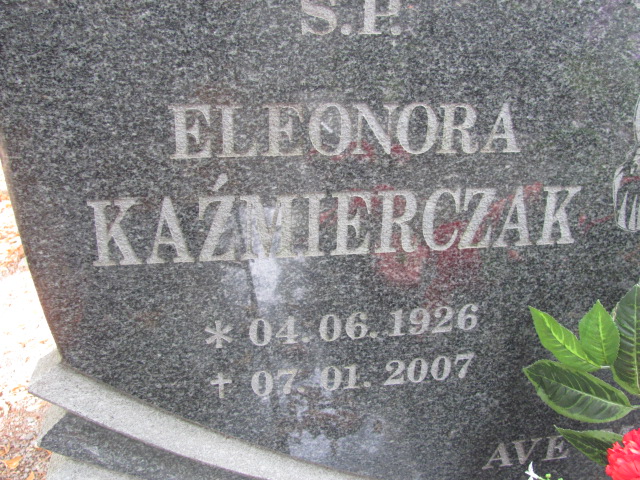 Ś.P.
ELEONORA
KAŹMIERCZAK
* 04.06.1926
✝ 07.01.2007
AVE